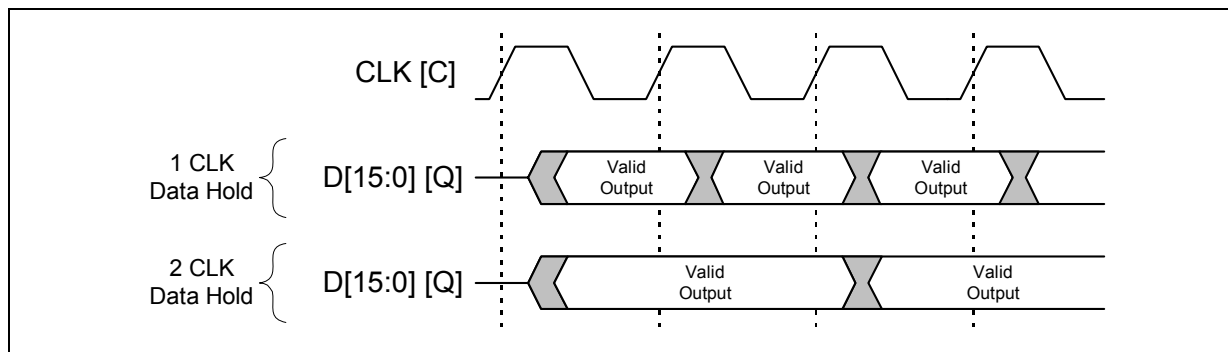 CLK [C]
1 CLK
Data Hold
D[15:0] [Q]
Valid
Output
Valid
Output
Valid
Output
2 CLK
Data Hold
D[15:0] [Q]
Valid
Output
Valid
Output